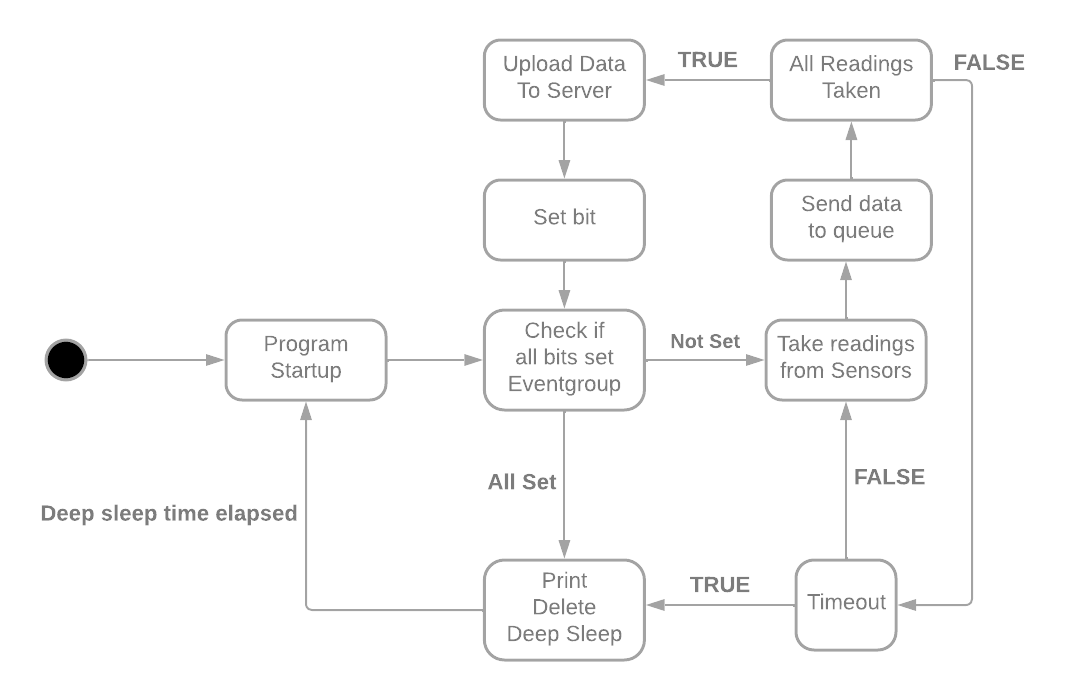 Upload Data
To Server
TRUE
All Readings
Taken
FALSE
Set bit
Send data
to queue
Program
Startup
Check if
all bits set
Eventgroup
Not Set
Take readings
from Sensors
All Set
FALSE
Deep sleep time elapsed
Print
Delete
Deep Sleep
TRUE
Timeout